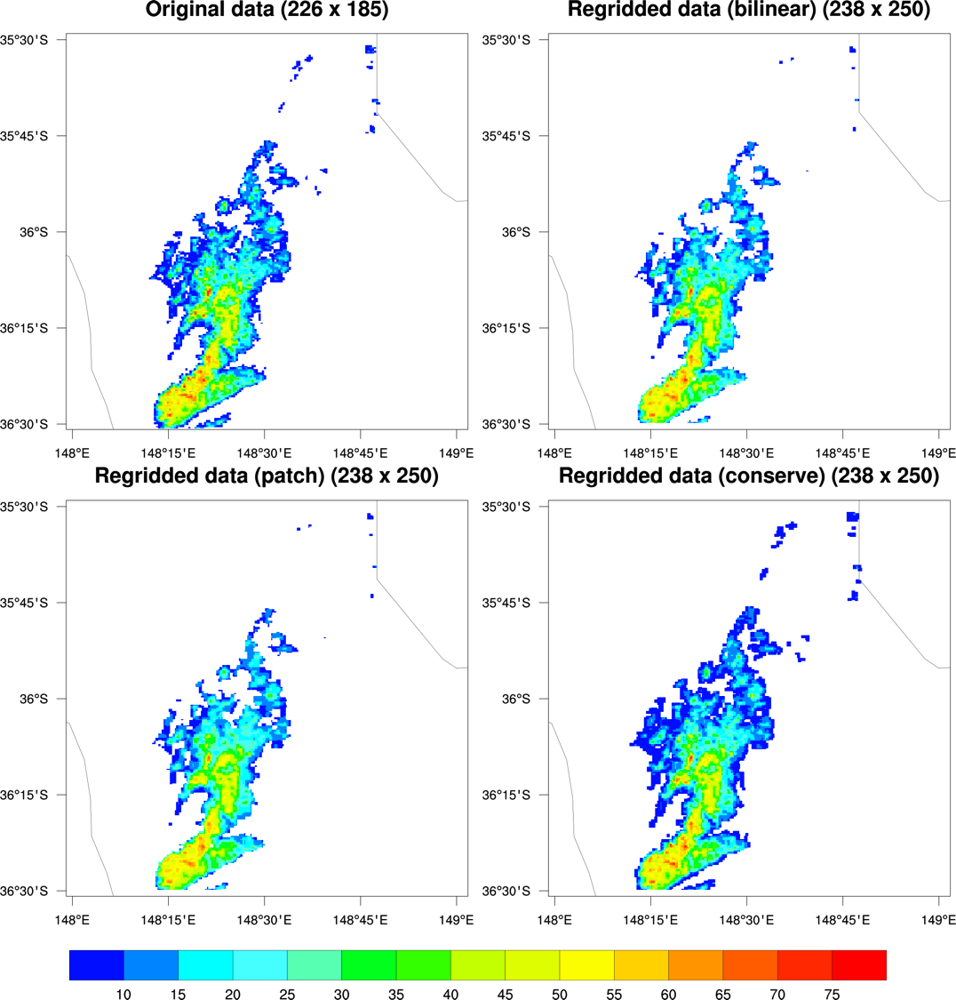 Original data (226 x 185)
Regridded data (bilinear) (238 x 250)
35°30'S
35°45'S
36°S
36°15'S
36°30'S
148°E
148°15'E
148°30'E
148°45'E
149°E
35°30'S
35°45'S
36°S
36°15'S
36°30'S
148°E
148°15'E
148°30'E
148°45'E
149°E
Regridded data (patch) (238 x 250)
Regridded data (conserve) (238 x 250)
35°30'S
35°45'S
36°S
36°15'S
36°30'S
148°E
148°15'E
148°30'E
148°45'E
149°E
35°30'S
35°45'S
36°S
36°15'S
36°30'S
148°E
148°15'E
148°30'E
148°45'E
149°E
10 15 20 25 30 35 40 45 50 55 60 65 70 75